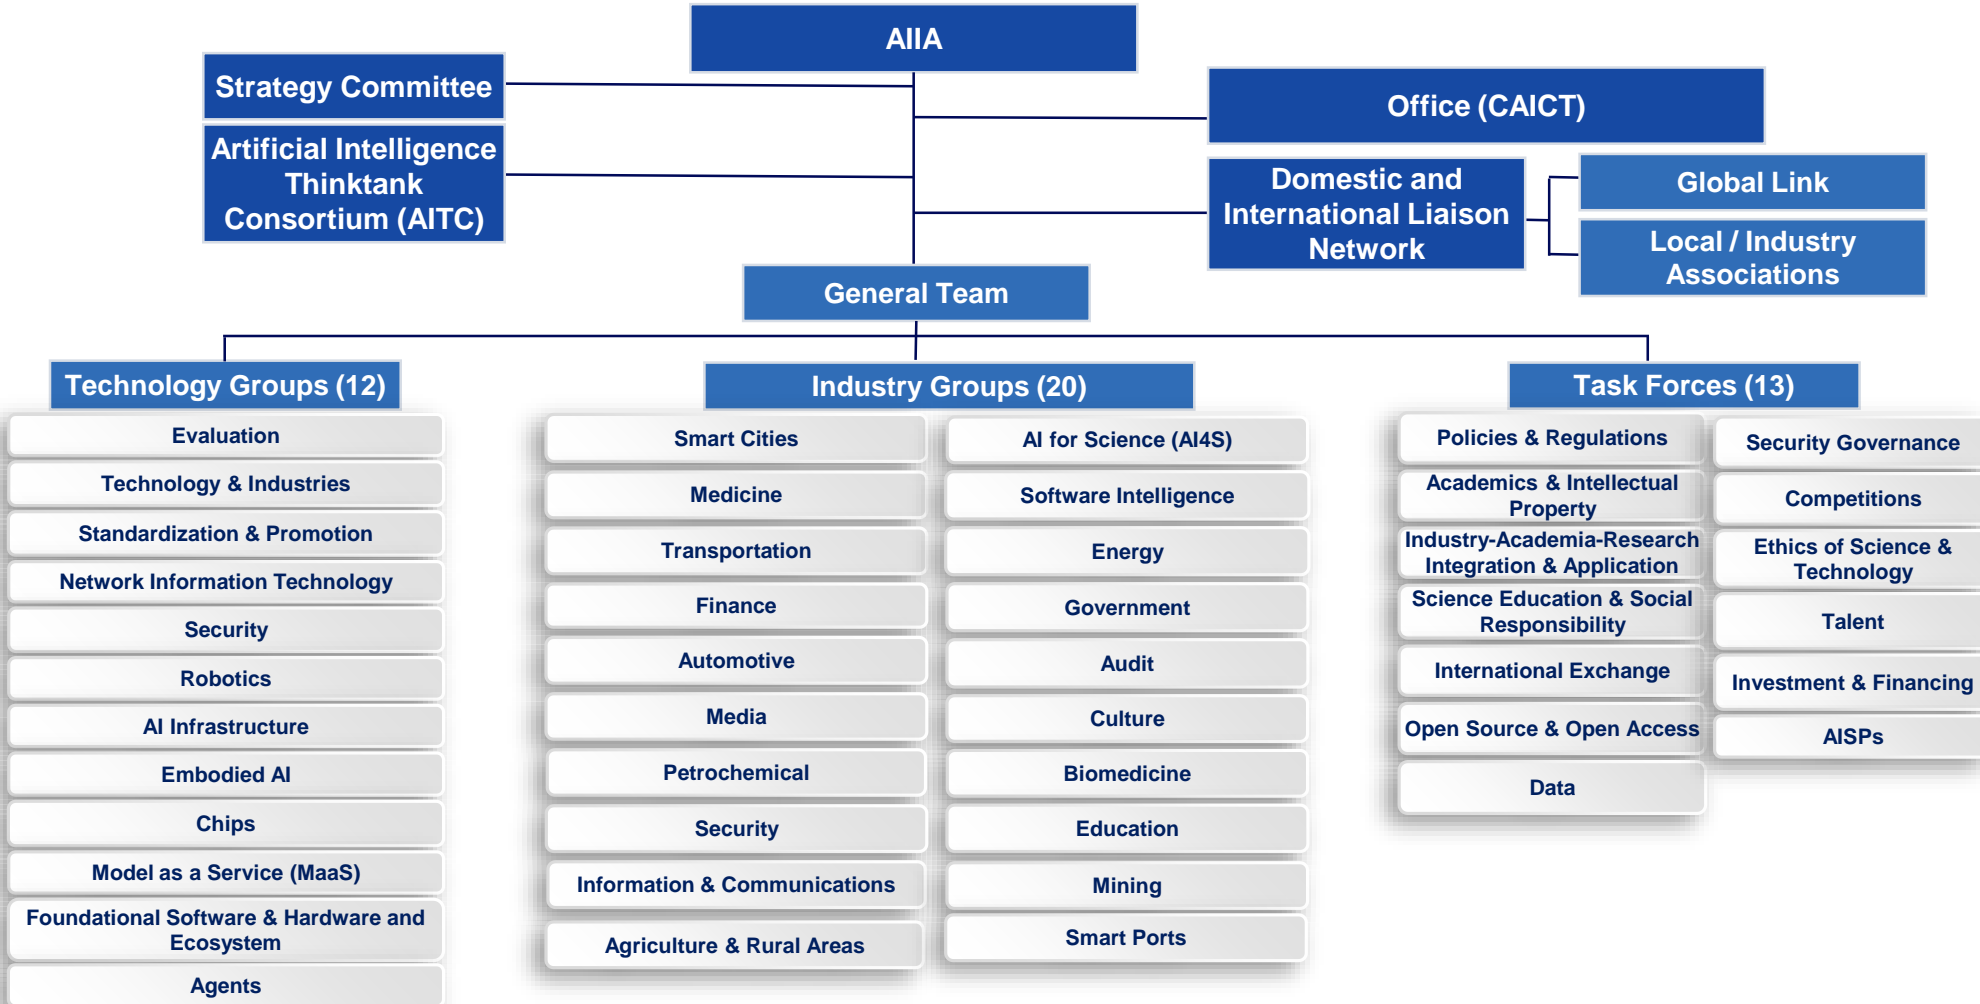 AIIA
Strategy Committee
Office (CAICT)
Artificial Intelligence
Thinktank
Consortium (AITC)
Domestic and
International Liaison
Network
Global Link
Local / Industry
Associations
General Team
Technology Groups (12)
Evaluation
Technology & Industries
Standardization & Promotion
Network Information Technology
Security
Robotics
AI Infrastructure
Embodied AI
Chips
Model as a Service (MaaS)
Foundational Software & Hardware and
Ecosystem
Agents
Industry Groups (20)
Smart Cities
Medicine
Transportation
Finance
Automotive
Media
Petrochemical
Security
Information & Communications
Agriculture & Rural Areas
AI for Science (AI4S)
Software Intelligence
Energy
Government
Audit
Culture
Biomedicine
Education
Mining
Smart Ports
Task Forces (13)
Policies & Regulations
Academics & Intellectual
Property
Industry-Academia-Research
Integration & Application
Science Education & Social
Responsibility
International Exchange
Open Source & Open Access
Data
Security Governance
Competitions
Ethics of Science &
Technology
Talent
Investment & Financing
AISPs